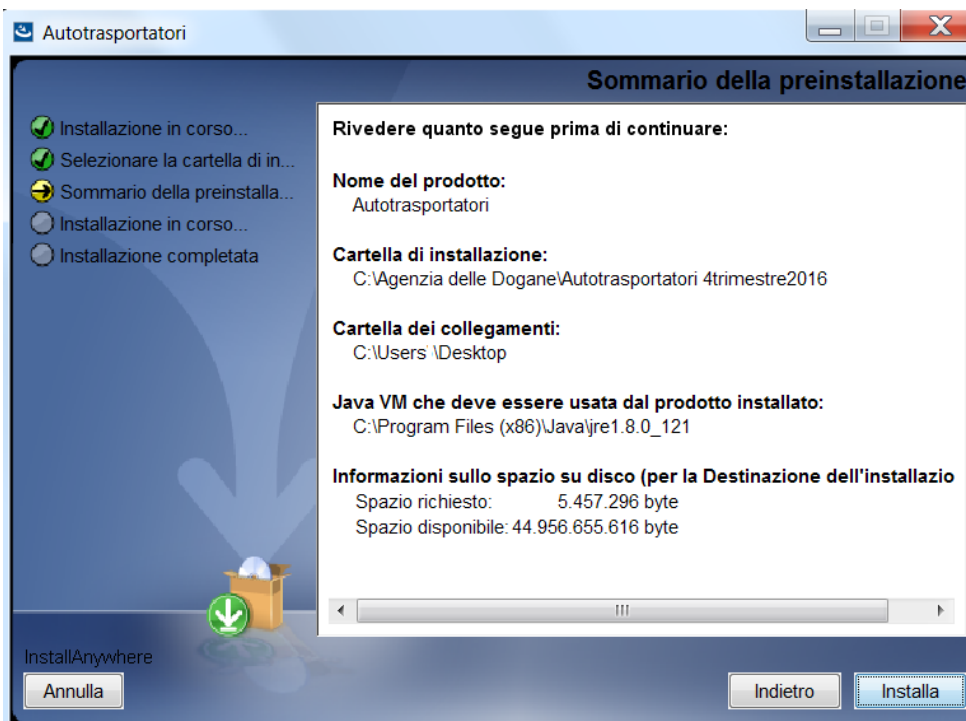 Autotrasportatori
Sommario della preinstallazione
Installazione in corso...
Selezionare la cartella di in...
Sommario della preinstalla...
Installazione in corso...
Installazione completata
Rivedere quanto segue prima di continuare:
Nome del prodotto:
Autotrasportatori
Cartella di installazione:
C:\Agenzia delle Dogane\Autotrasportatori 4trimestre2016
Cartella dei collegamenti:
C:\Users \Desktop
Java VM che deve essere usata dal prodotto installato:
C:\Program Files (x86)\Java\jre1.8.0_121
Informazioni sullo spazio su disco (per la Destinazione dell'installazio
Spazio richiesto: 5.457.296 byte
Spazio disponibile: 44.956.655.616 byte
InstallAnywhere
Annulla
Indietro
Installa